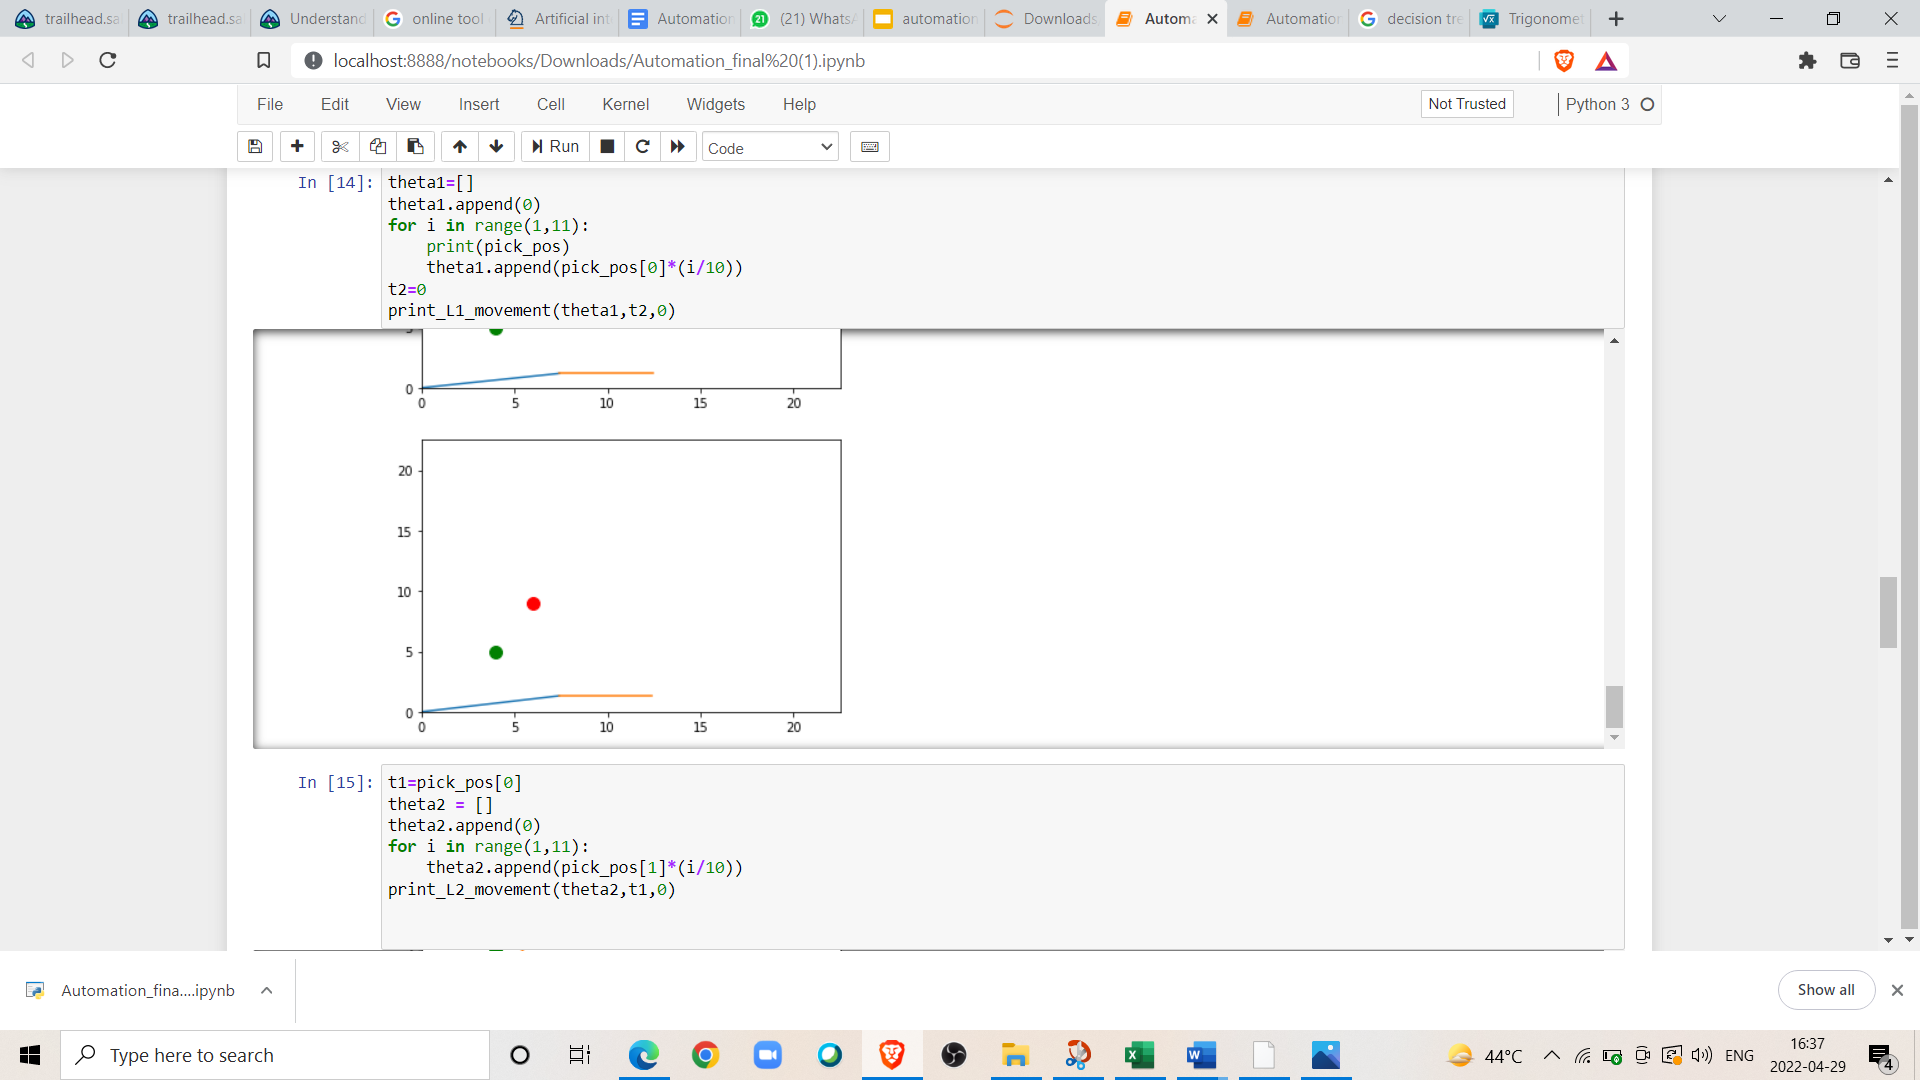 trailhead.sa
trailhead.sa
Understand
online tool
Artificial int
Automation
(21) WhatsA
automation
Downloads
Automa
Automation
decision tre
Trigonomet
localhost:8888/notebooks/Downloads/Automation_final%20(1).ipynb
File Edit View Insert Cell Kernel Widgets Help
Not Trusted
Python 3
Run
Code
In [14]:
theta1=[]
theta1.append(0)
for i in range(1,11):
    print(pick_pos)
    theta1.append(pick_pos[0]*(i/10))
t2=0
print_L1_movement(theta1,t2,0)
0
0 5 10 15 20
20
15
10
5
0
0 5 10 15 20
In [15]:
t1=pick_pos[0]
theta2 = []
theta2.append(0)
for i in range(1,11):
    theta2.append(pick_pos[1]*(i/10))
print_L2_movement(theta2,t1,0)
Automation_fina....ipynb
Show all
Type here to search
44°C
ENG
16:37
2022-04-29
4